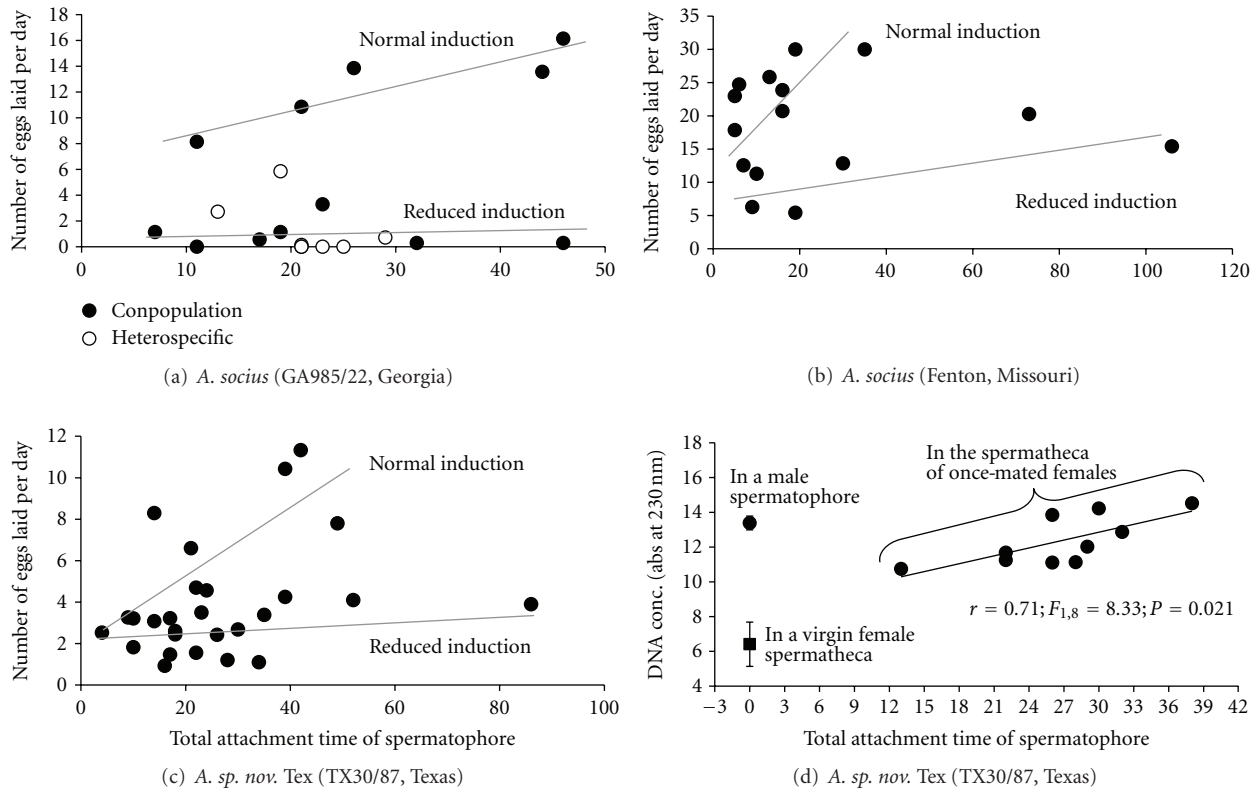 18
16
14
12
10
8
6
4
2
0
Number of eggs laid per day
Normal induction
Reduced induction
0 10 20 30 40 50
Conpopulation
Heterospecific
(a) A. socius (GA985/22, Georgia)
35
30
25
20
15
10
5
0
Number of eggs laid per day
Normal induction
Reduced induction
0 20 40 60 80 100 120
(b) A. socius (Fenton, Missouri)
12
10
8
6
4
2
0
Number of eggs laid per day
Normal induction
Reduced induction
0 20 40 60 80 100
Total attachment time of spermatophore
(c) A. sp. nov. Tex (TX30/87, Texas)
18
16
14
12
10
8
6
4
DNA conc. (abs at 230 nm)
In a male
spermatophore
In the spermatheca
of once-mated females
r = 0.71; F1,8 = 8.33; P = 0.021
In a virgin female
spermatheca
−3 0 3 6 9 12 15 18 21 24 27 30 33 36 39 42
Total attachment time of spermatophore
(d) A. sp. nov. Tex (TX30/87, Texas)